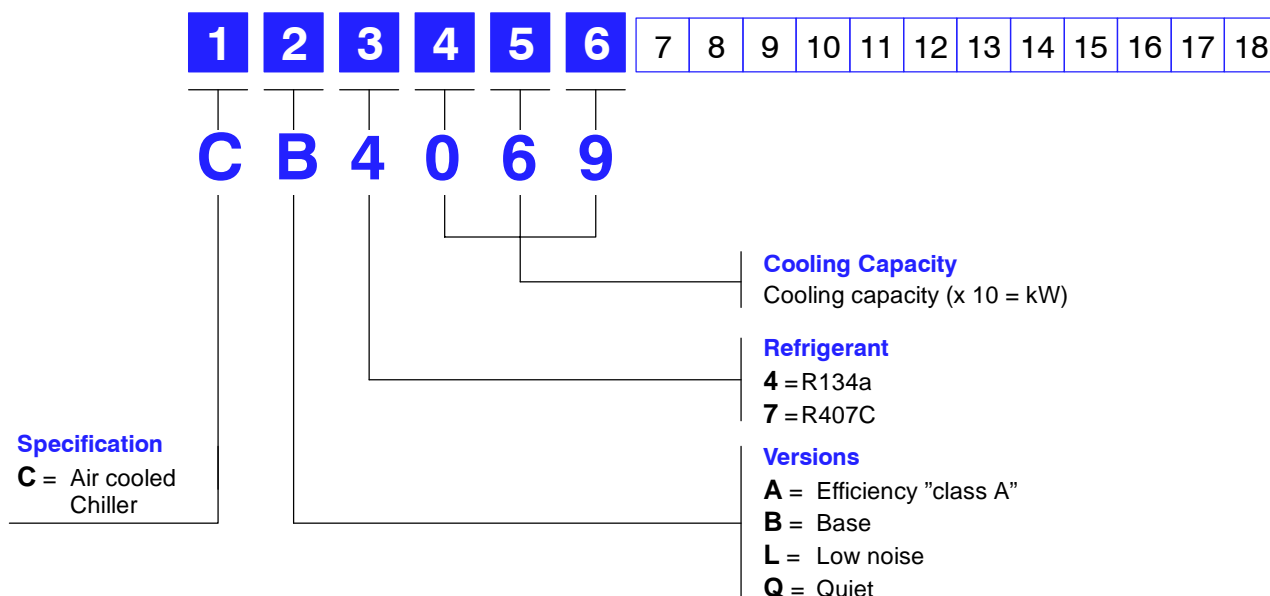 1 2 3 4 5 6 7 8 9 10 11 12 13 14 15 16 17 18
C B 4 0 6 9
Cooling Capacity
Cooling capacity (x 10 = kW)
Refrigerant
4 = R134a
7 = R407C
Specification
C = Air cooled
Chiller
Versions
A = Efficiency "class A”
B = Base
L = Low noise
Q = Quiet